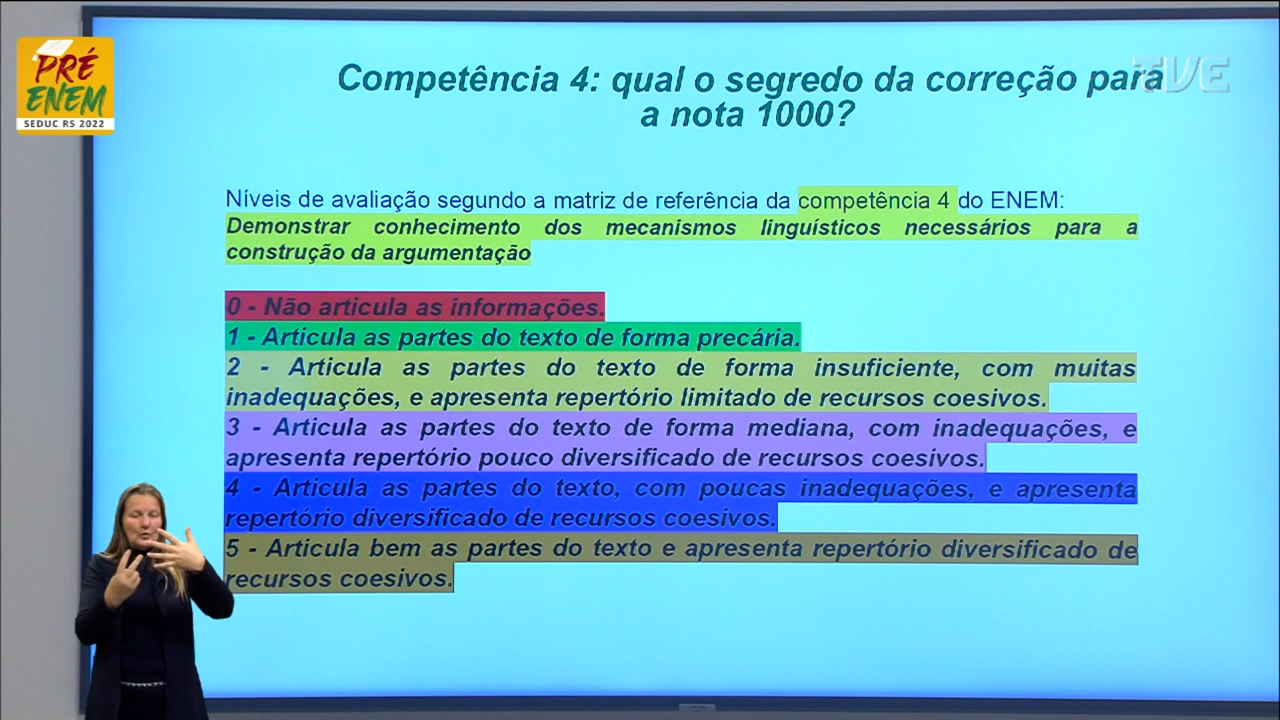 PRÉ
ENEM
SEDUC RS 2022
TVE
Competência 4: qual o segredo da correção para
a nota 1000?
Níveis de avaliação segundo a matriz de referência da competência 4 do ENEM:
Demonstrar conhecimento dos mecanismos linguísticos necessários para a
construção da argumentação
0 - Não articula as informações.
1 - Articula as partes do texto de forma precária.
2 - Articula as partes do texto de forma insuficiente, com muitas
inadequações, e apresenta repertório limitado de recursos coesivos.
3 - Articula as partes do texto de forma mediana, com inadequações, e
apresenta repertório pouco diversificado de recursos coesivos.
4 - Articula as partes do texto, com poucas inadequações, e apresenta
repertório diversificado de recursos coesivos.
5 - Articula bem as partes do texto e apresenta repertório diversificado de
recursos coesivos.